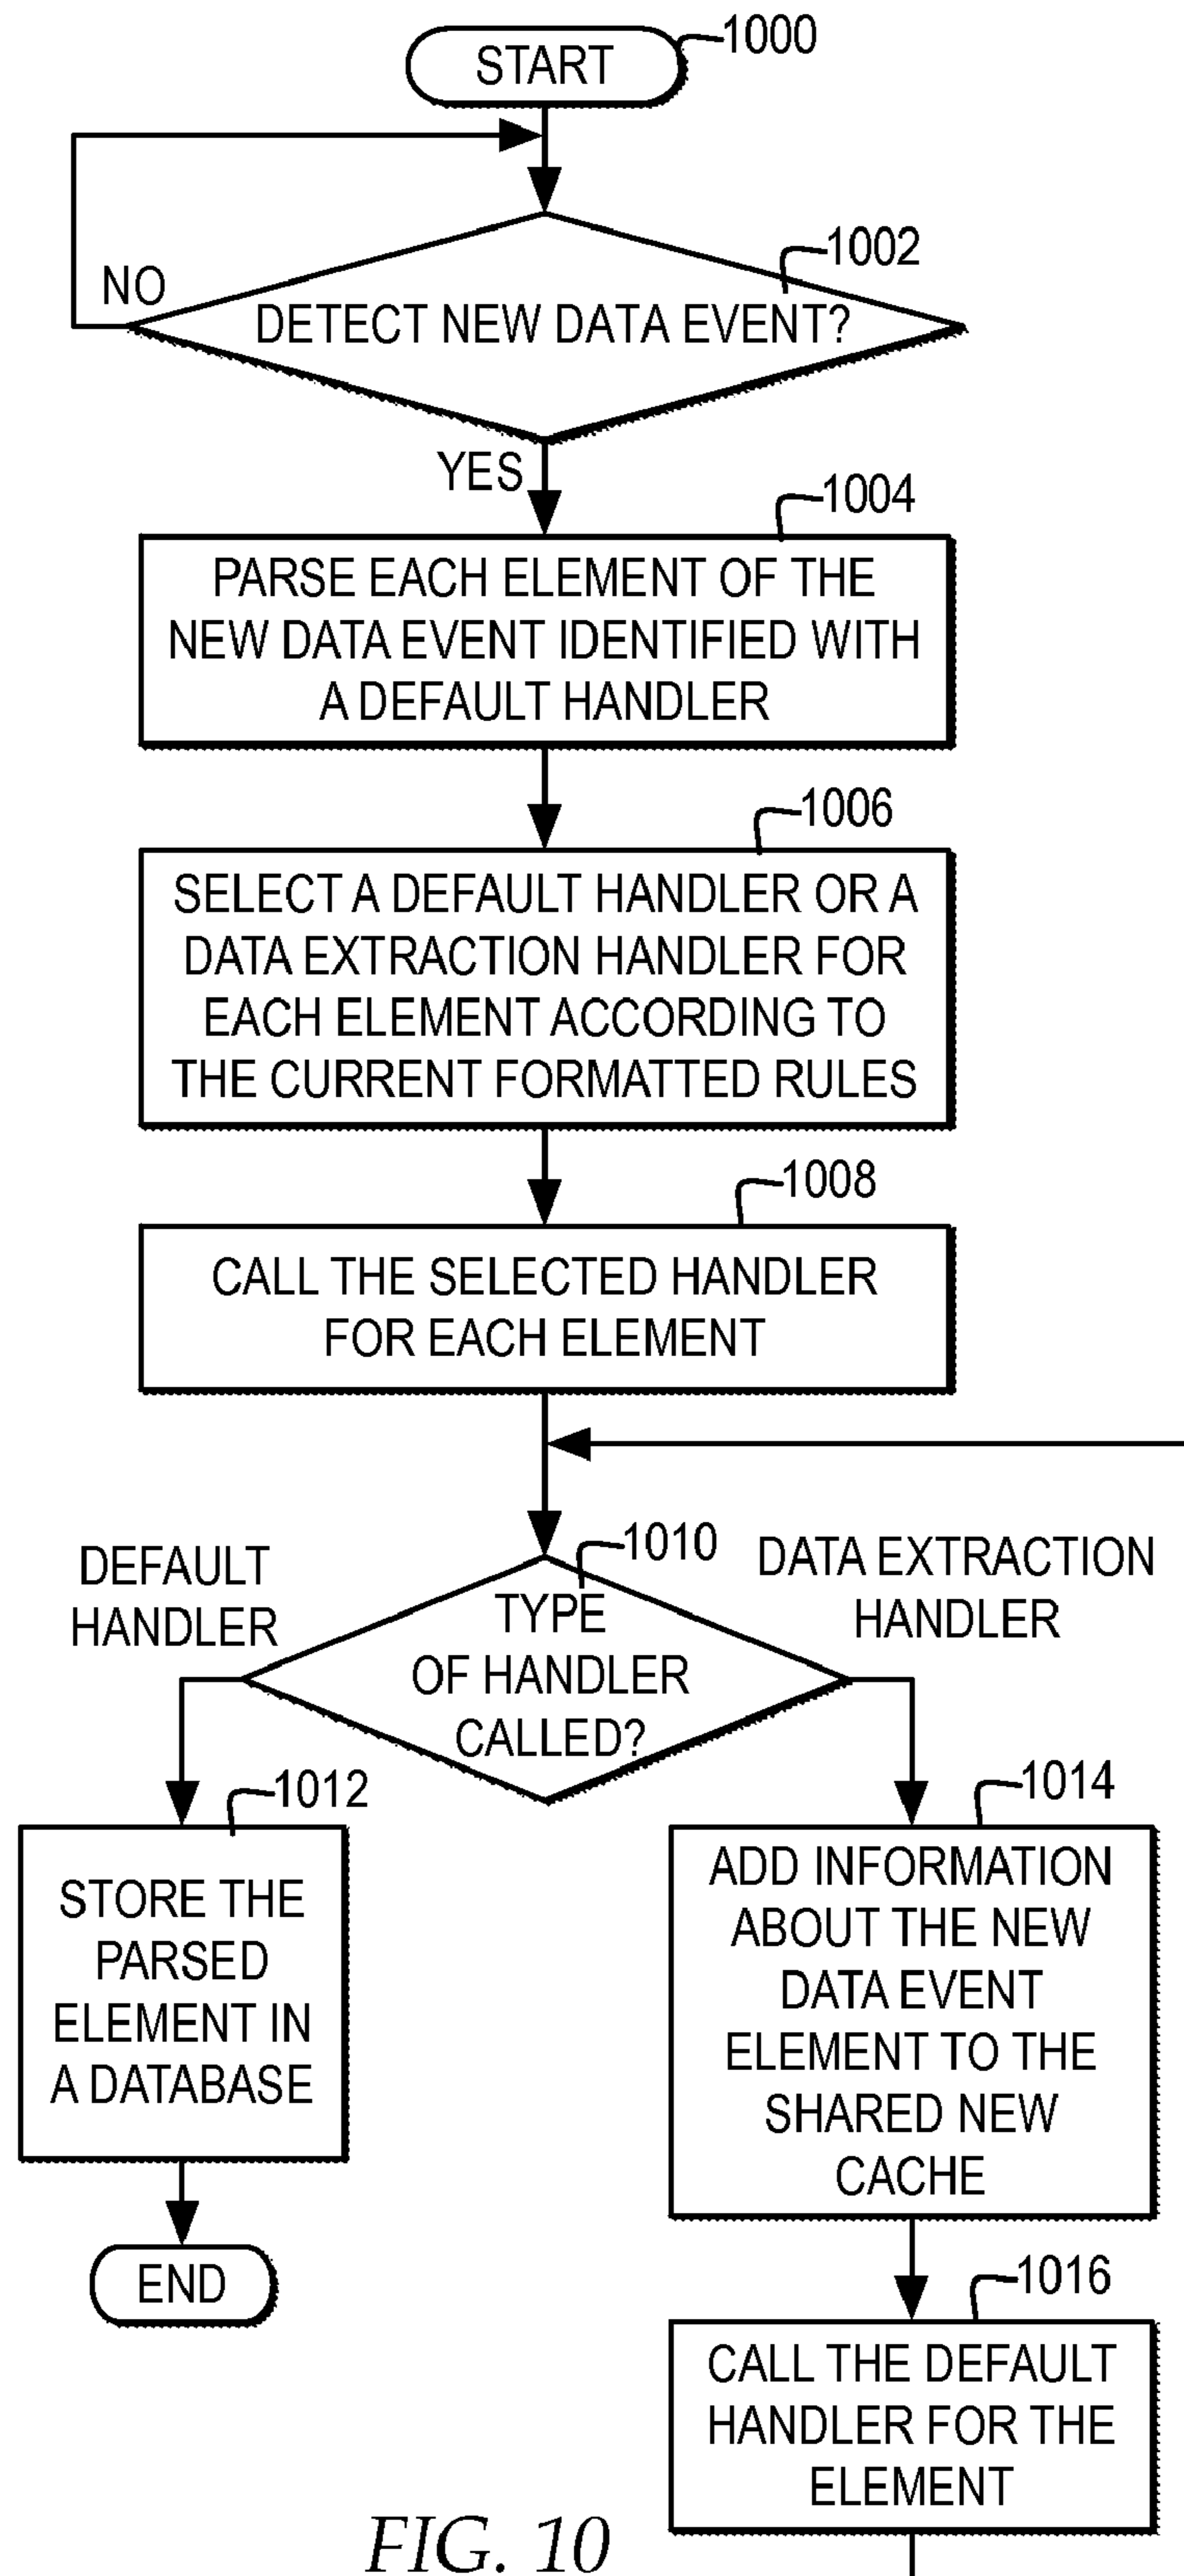 START
1000
NO
1002
DETECT NEW DATA EVENT?
YES
1004
PARSE EACH ELEMENT OF THE
NEW DATA EVENT IDENTIFIED WITH
A DEFAULT HANDLER
1006
SELECT A DEFAULT HANDLER OR A
DATA EXTRACTION HANDLER FOR
EACH ELEMENT ACCORDING TO
THE CURRENT FORMATTED RULES
1008
CALL THE SELECTED HANDLER
FOR EACH ELEMENT
DEFAULT
HANDLER
1010
TYPE
OF HANDLER
CALLED?
DATA EXTRACTION
HANDLER
1012
STORE THE
PARSED
ELEMENT IN
A DATABASE
END
1014
ADD INFORMATION
ABOUT THE NEW
DATA EVENT
ELEMENT TO THE
SHARED NEW
CACHE
1016
CALL THE DEFAULT
HANDLER FOR THE
ELEMENT
FIG. 10